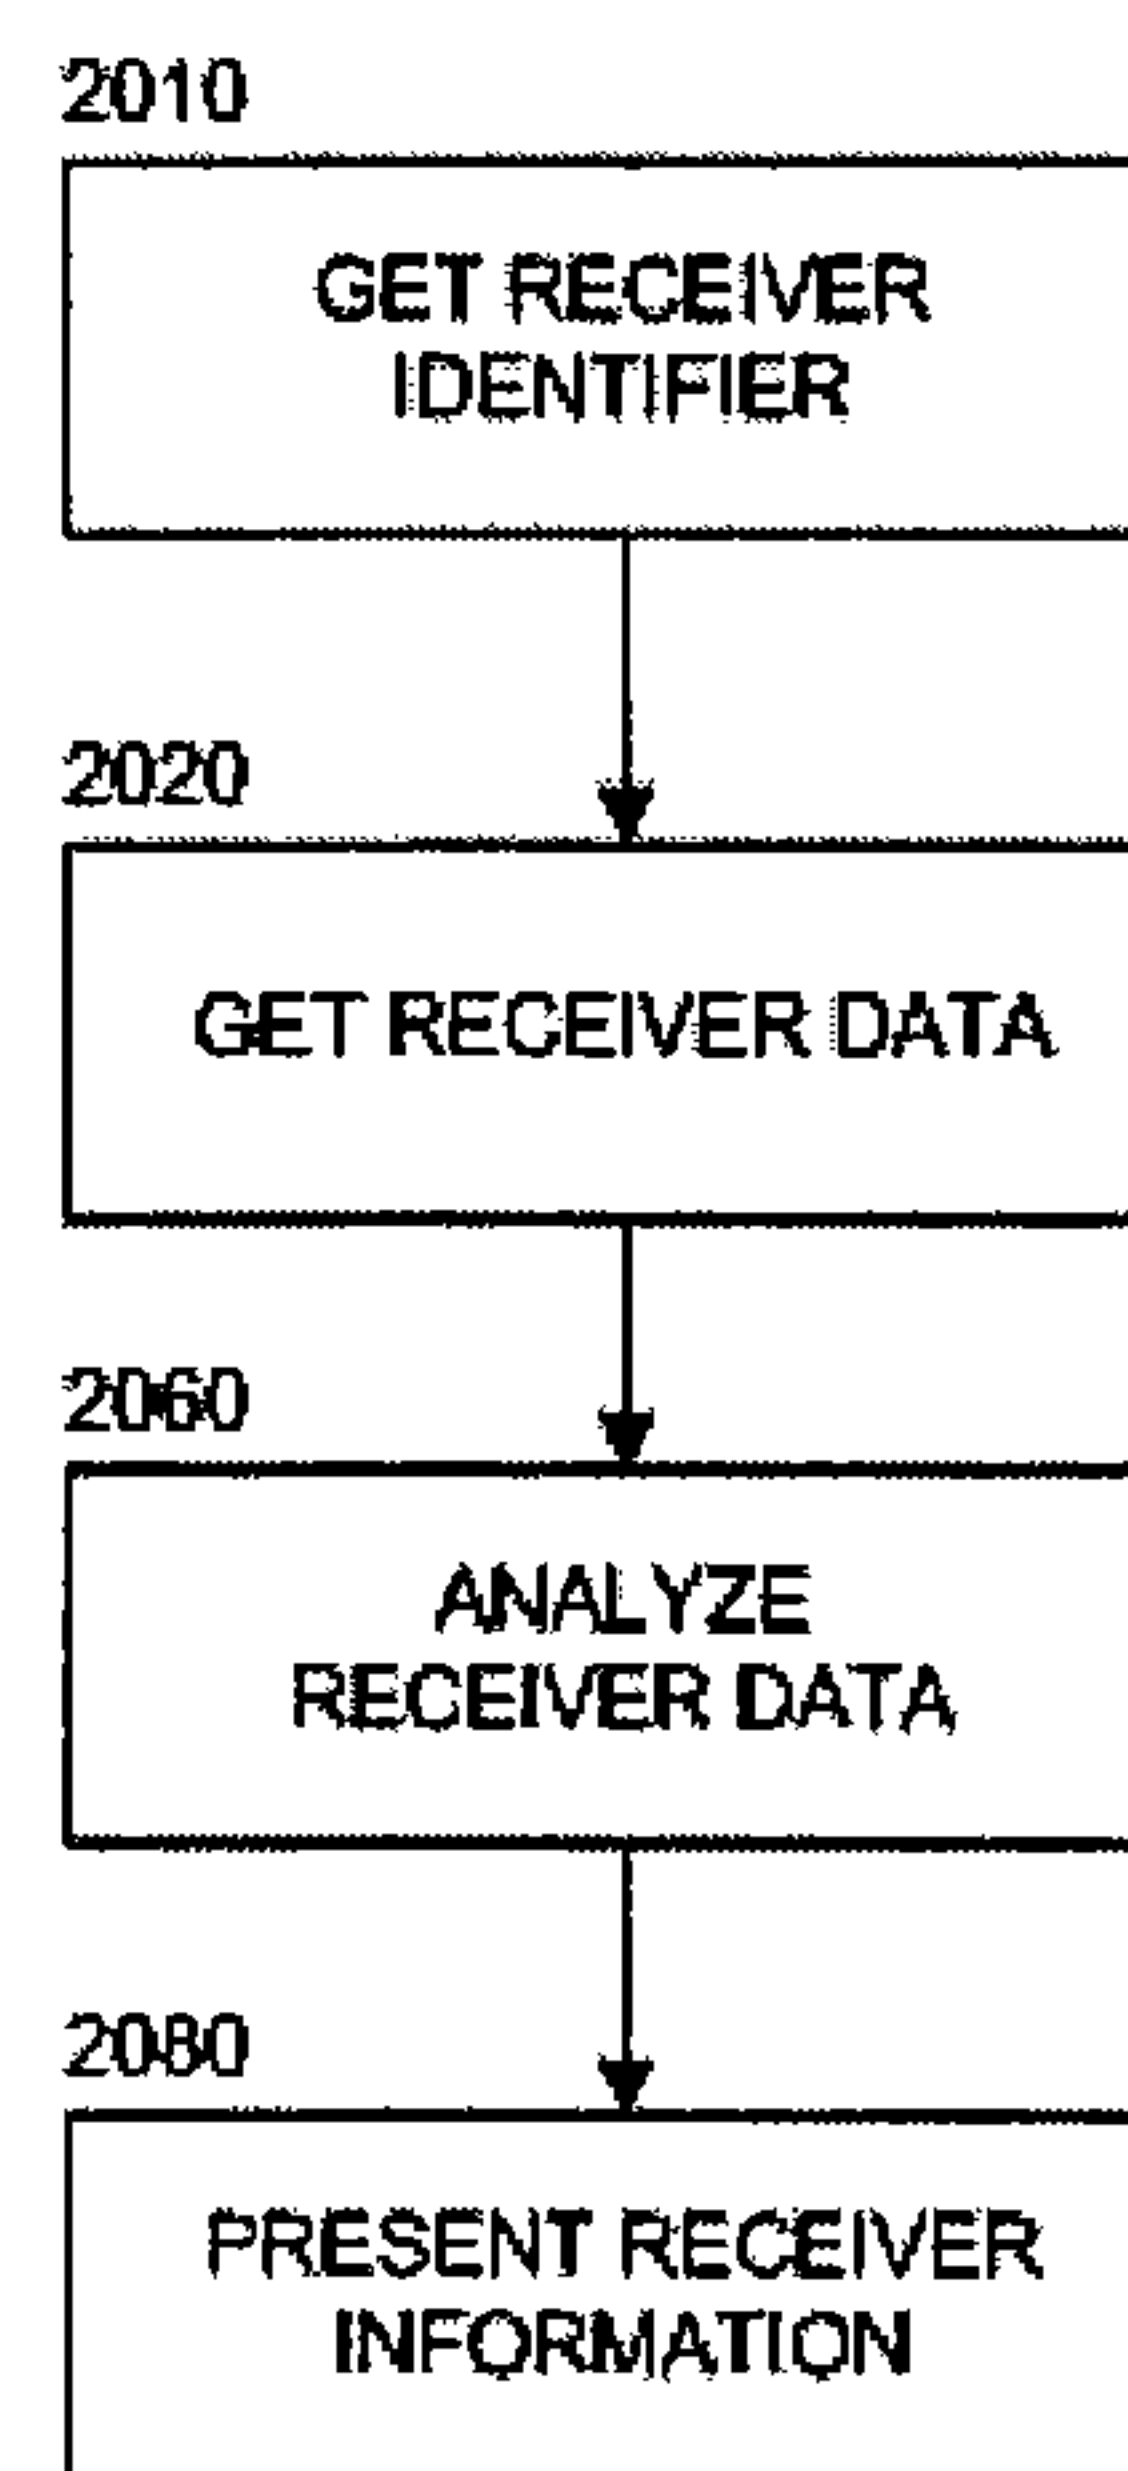 2010
GET RECEIVER
IDENTIFIER
2020
GET RECEIVER DATA
2060
ANALYZE
RECEIVER DATA
2080
PRESENT RECEIVER
INFORMATION